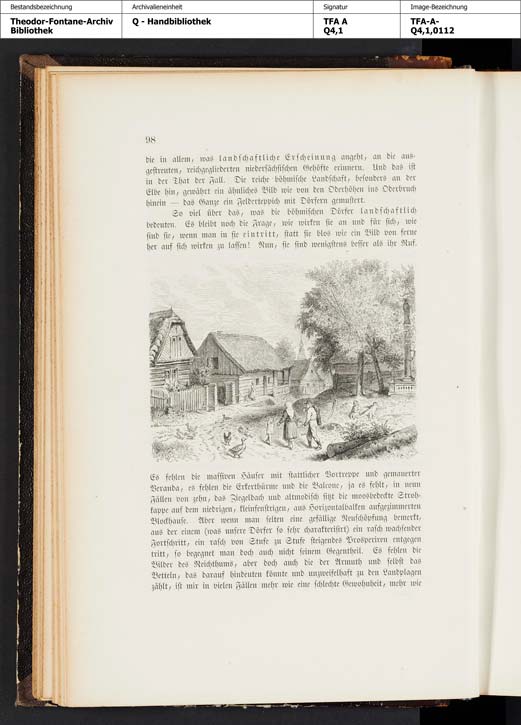 Bestandsbezeichnung
Archivalieneinheit
Signatur
Image-Bezeichnung
Theodor-Fontane-Archiv
Bibliothek
Q - Handbibliothek
TFA A
Q4,1
TFA-A-
Q4,1,0112
98
die in allem, was landschaftliche Erscheinung angeht, an die aus-
gestreuten, reichgegliederten niedersächsischen Gehöfte erinnern. Und das ist
in der That der Fall. Die reiche böhmische Landschaft, besonders an der
Elbe hin, gewährt ein ähnliches Bild wie von den Oderhöhen ins Oderbruch
hinein — das Ganze ein Felderteppich mit Dörfern gemustert.
So viel über das, was die böhmischen Dörfer landschaftlich
bedeuten. Es bleibt noch die Frage, wie wirken sie an und für sich, wie
sind sie, wenn man in sie eintritt, statt sie blos wie ein Bild von ferne
her auf sich wirken zu lassen! Nun, sie sind wenigstens besser als ihr Ruf.
Es fehlen die massiven Häuser mit stattlicher Vortreppe und gemauerter
Veranda, es fehlen die Erkerthürme und die Balcone, ja es fehlt, in neun
Fällen von zehn, das Ziegeldach und altmodisch sitzt die moosbedeckte Stroh-
kappe auf dem niedrigen, kleinfenstrigen, aus Horizontalbalken aufgezimmerten
Blockhause. Aber wenn man selten eine gefällige Neuschöpfung bemerkt,
aus der einem (was unsere Dörfer so sehr charakterisirt) ein rasch wachsender
Fortschritt, ein rasch von Stufe zu Stufe steigendes Prosperiren entgegen
tritt, so begegnet man doch auch nicht seinem Gegentheil. Es fehlen die
Bilder des Reichthums, aber doch auch die der Armuth und selbst das
Betteln, das darauf hindeuten könnte und unzweifelhaft zu den Landplagen
zählt, ist mir in vielen Fällen mehr wie eine schlechte Gewohnheit, mehr wie